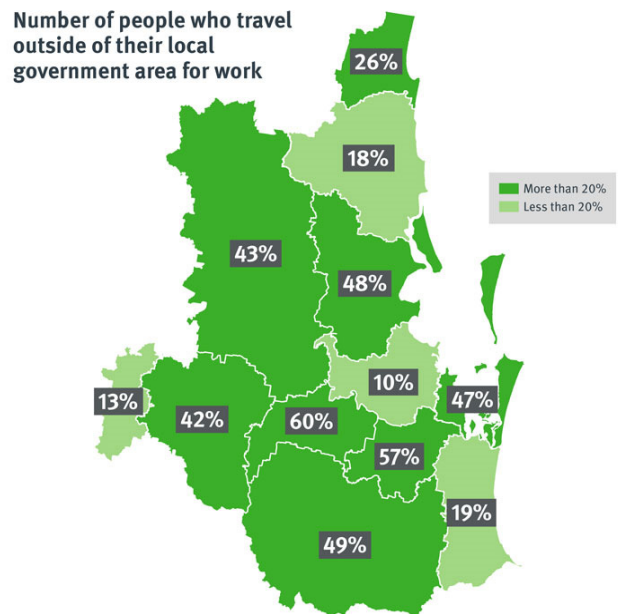 Number of people who travel
outside of their local
government area for work
26%
18%
More than 20%
Less than 20%
43%
48%
10%
13%
42%
60%
47%
57%
19%
49%